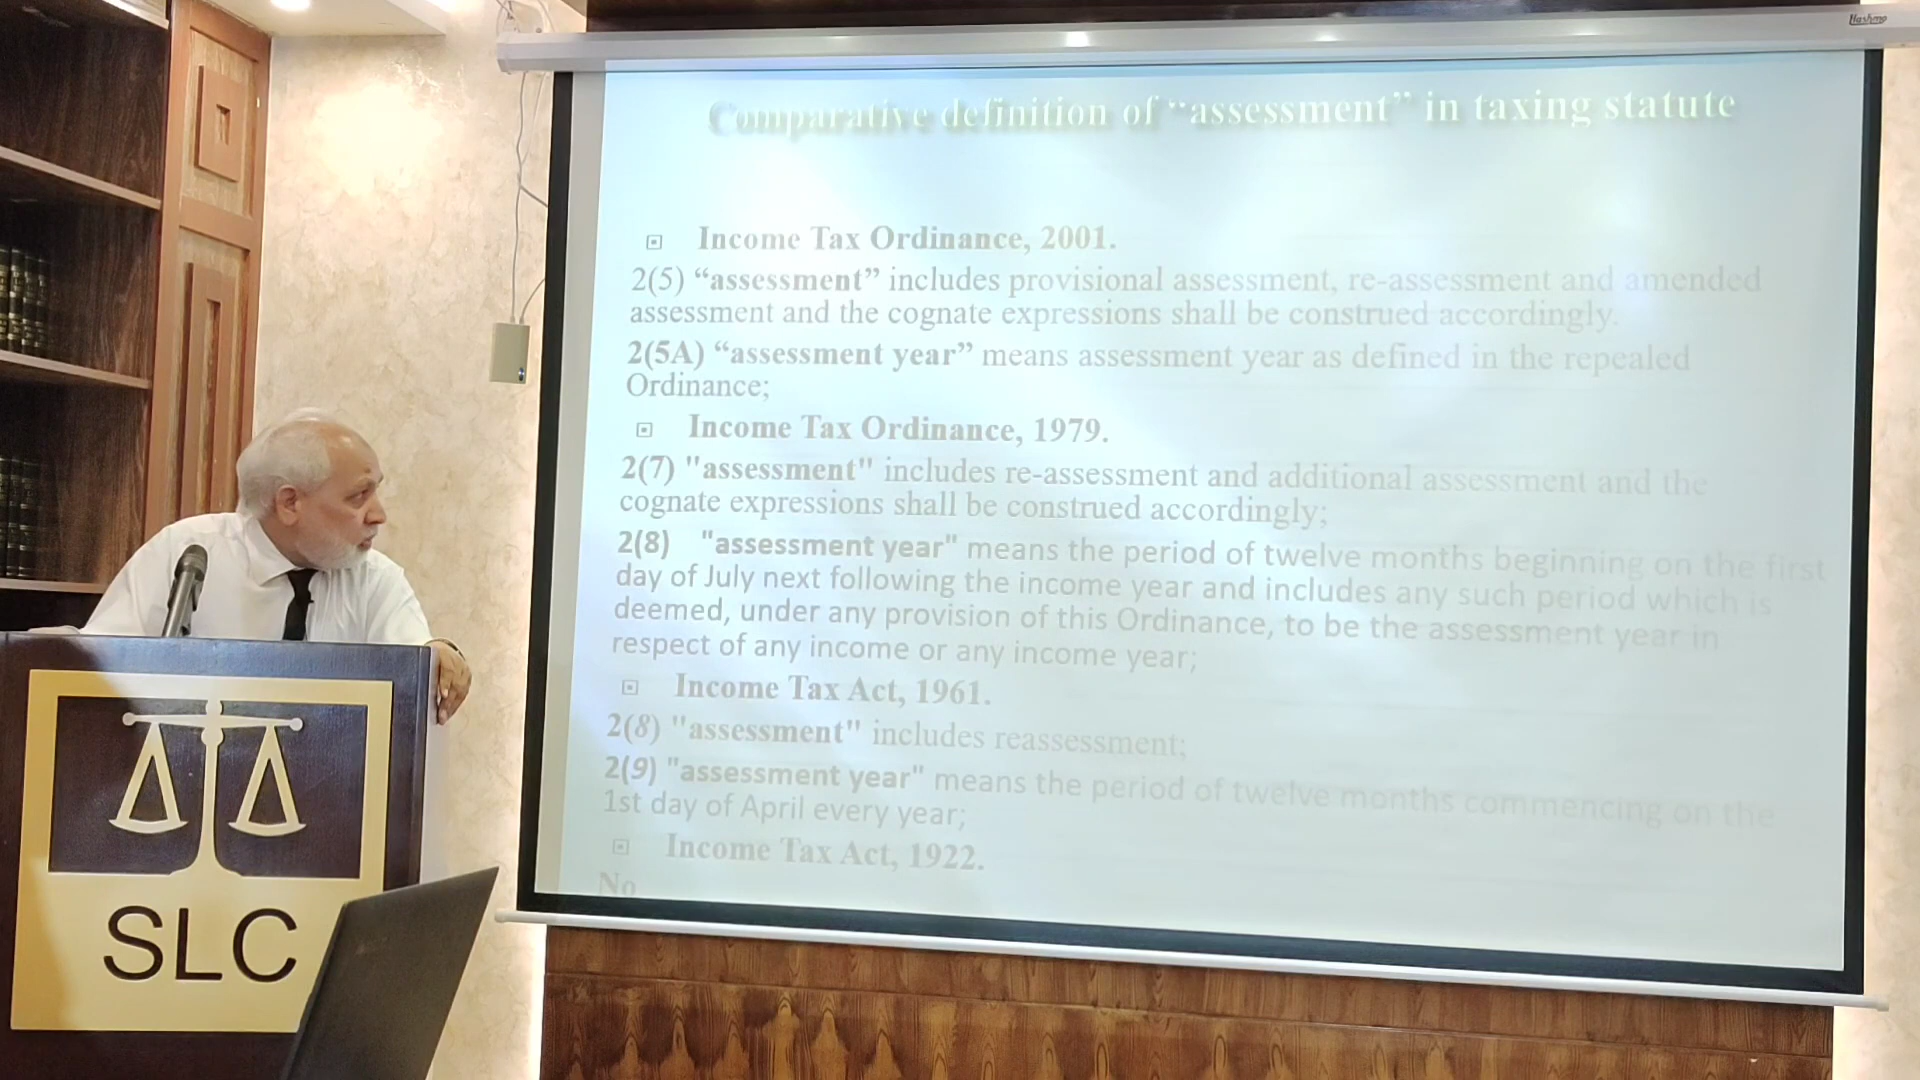 Hashmo
Comparative definition of “assessment” in taxing statute
Income Tax Ordinance, 2001.
2(5) “assessment” includes provisional assessment, re-assessment and amended
assessment and the cognate expressions shall be construed accordingly.
2(5A) “assessment year” means assessment year as defined in the repealed
Ordinance;
Income Tax Ordinance, 1979.
2(7) "assessment" includes re-assessment and additional assessment and the
cognate expressions shall be construed accordingly;
2(8) "assessment year" means the period of twelve months beginning on the first
day of July next following the income year and includes any such period which is
deemed, under any provision of this Ordinance, to be the assessment year in
respect of any income or any income year;
Income Tax Act, 1961.
2(8) "assessment" includes reassessment;
2(9) "assessment year" means the period of twelve months commencing on the
1st day of April every year;
Income Tax Act, 1922.
No
SLC